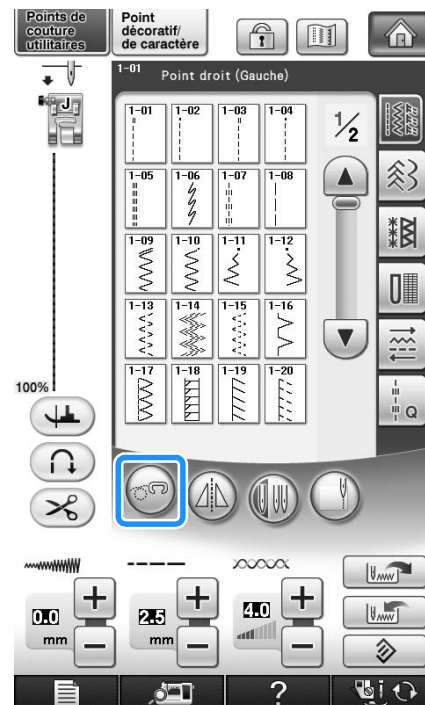 Points de
couture
utilitaires
Point
décoratif/
de caractère
1-01
Point droit (Gauche)
J
1-01 1-02 1-03 1-04
1/2
1-05 1-06 1-07 1-08
1-09 1-10 1-11 1-12
1-13 1-14 1-15 1-16
1-17 1-18 1-19 1-20
Q
100%
0.0
mm
2.5
mm
4.0
?